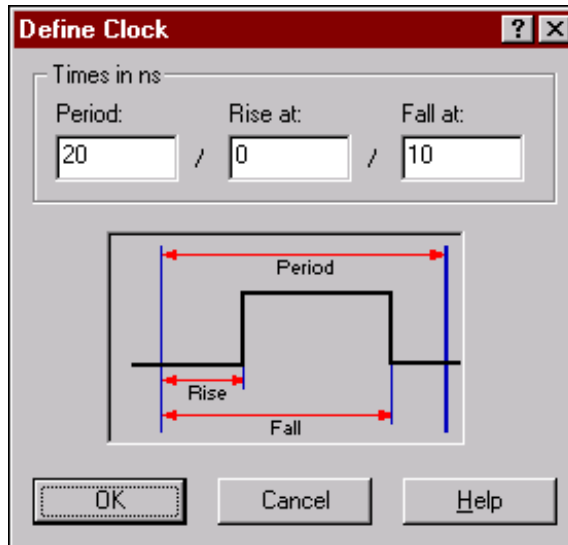 Define Clock
Times in ns
Period: Rise at: Fall at:
20 / 0 / 10
Period
Rise
Fall
OK Cancel Help